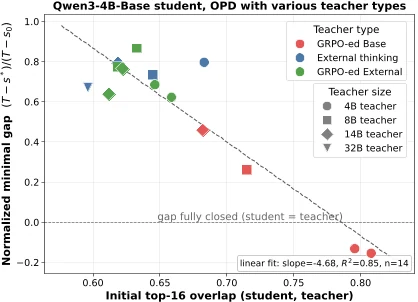 Qwen3-4B-Base student, OPD with various teacher types
Normalized minimal gap (T − s*)/(T − s₀)
1.0
0.8
0.6
0.4
0.2
0.0
−0.2
Teacher type
GRPO-ed Base
External thinking
GRPO-ed External
Teacher size
4B teacher
8B teacher
14B teacher
32B teacher
gap fully closed (student = teacher)
linear fit: slope=-4.68, R²=0.85, n=14
0.60
0.65
0.70
0.75
0.80
Initial top-16 overlap (student, teacher)